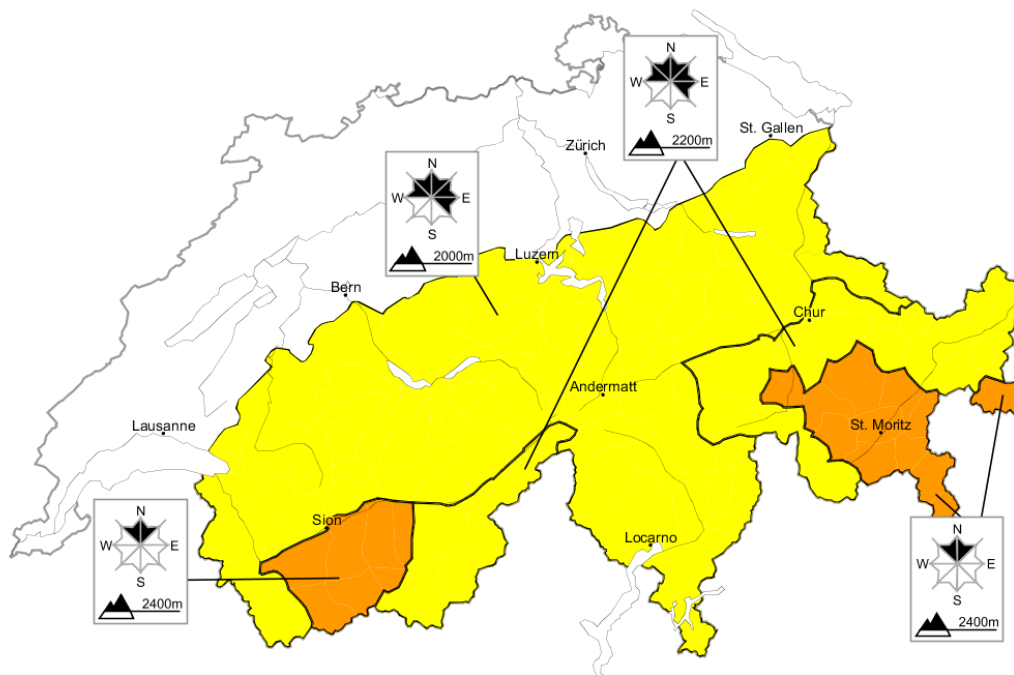 N
W E
S
2200m
St. Gallen
Zürich
N
W E
S
2000m
Luzern
Bern
Chur
Andermatt
Lausanne
St. Moritz
N
W E
S
2400m
Sion
Locarno
N
W E
S
2400m